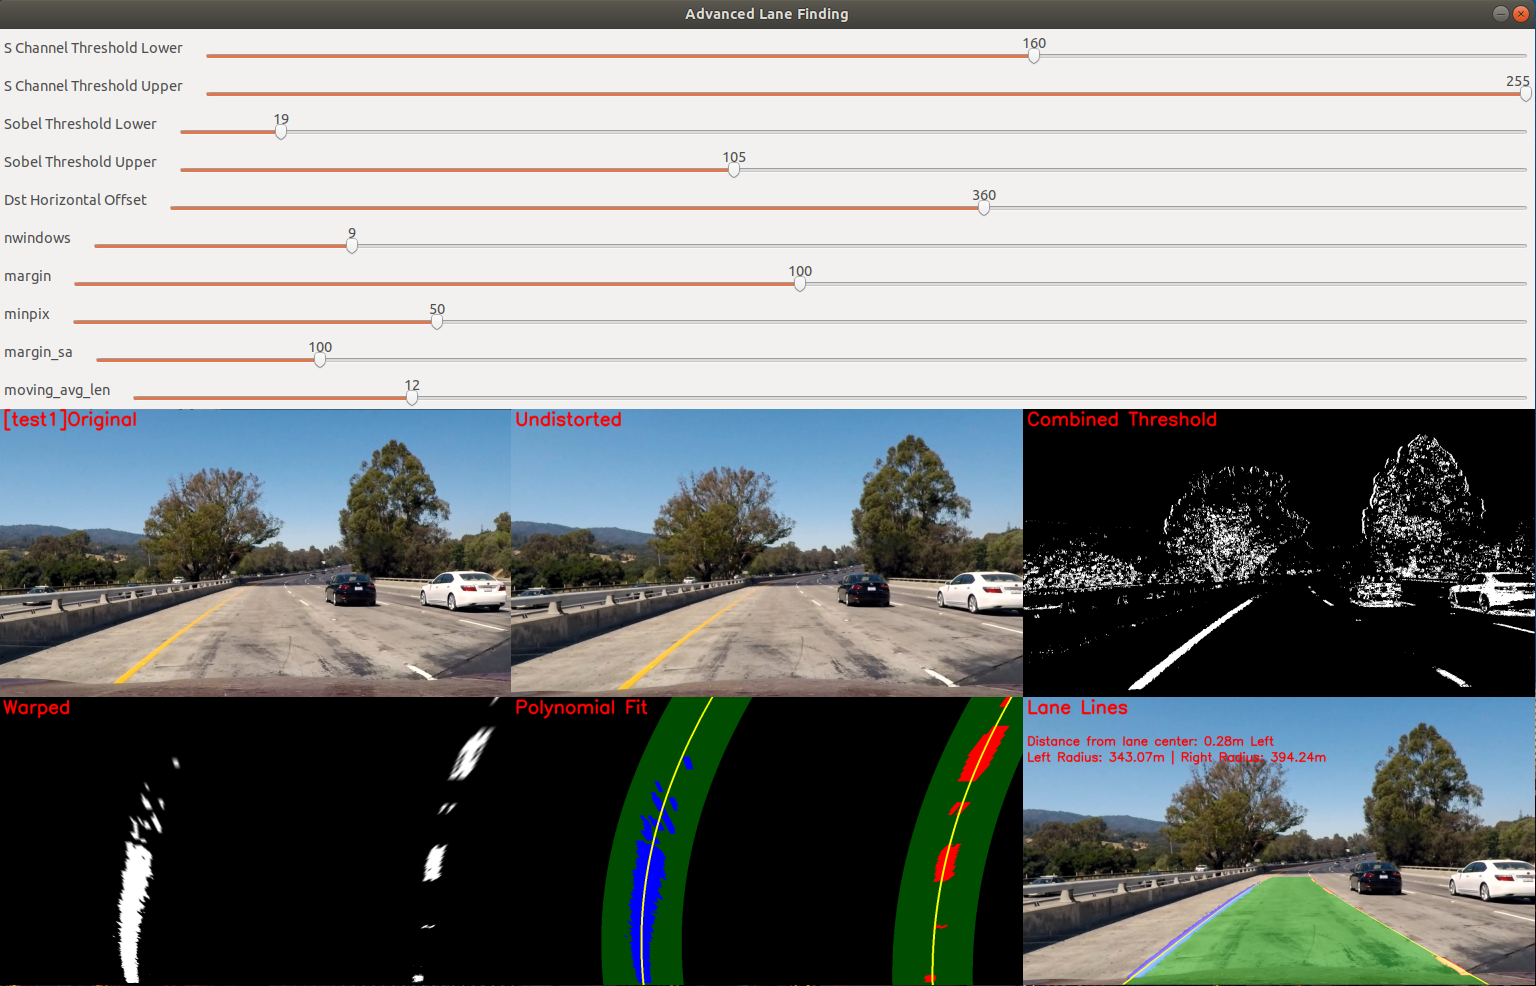 Advanced Lane Finding
S Channel Threshold Lower
160
S Channel Threshold Upper
255
Sobel Threshold Lower
19
Sobel Threshold Upper
105
Dst Horizontal Offset
360
nwindows
9
margin
100
minpix
50
margin_sa
100
moving_avg_len
12
[test1]Original
Undistorted
Combined Threshold
Warped
Polynomial Fit
Lane Lines
Distance from lane center: 0.28m Left
Left Radius: 343.07m | Right Radius: 394.24m